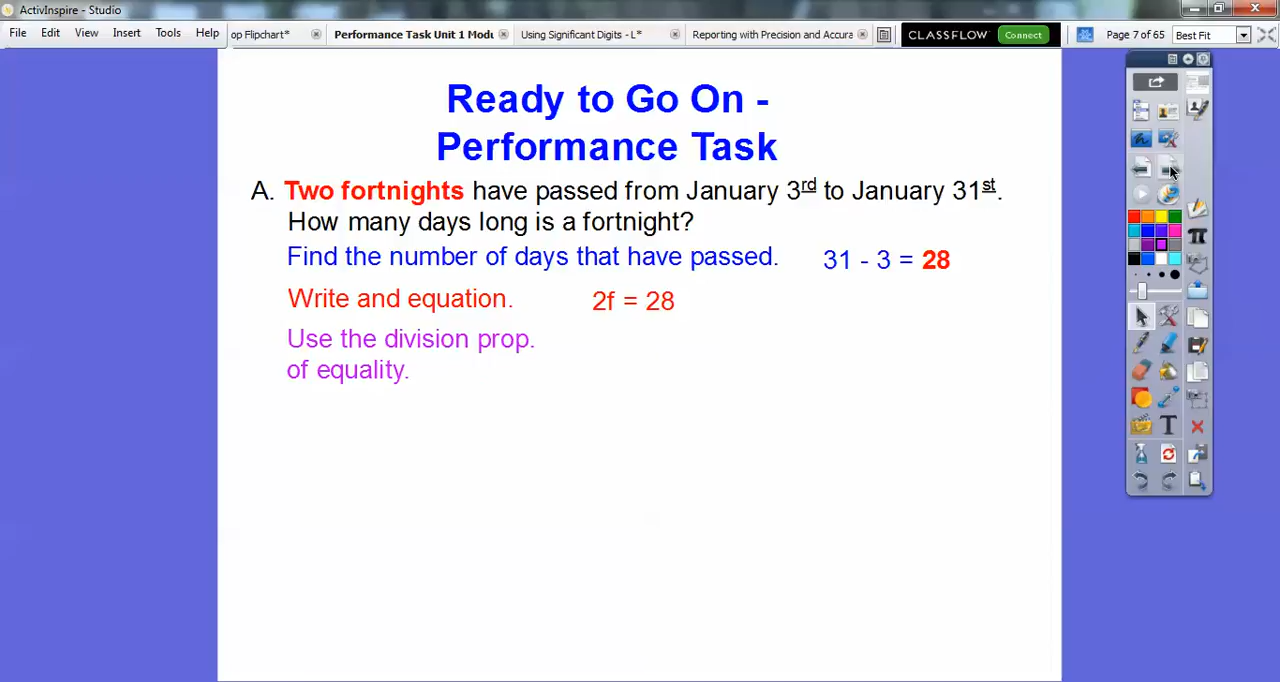 ActivInspire - Studio
File Edit View Insert Tools Help
op Flipchart* Performance Task Unit 1 Modu Using Significant Digits - L* Reporting with Precision and Accura
CLASSFLOW Connect
Page 7 of 65 Best Fit
Ready to Go On -
Performance Task
A. Two fortnights have passed from January 3rd to January 31st.
How many days long is a fortnight?
Find the number of days that have passed. 31 - 3 = 28
Write and equation. 2f = 28
Use the division prop.
of equality.